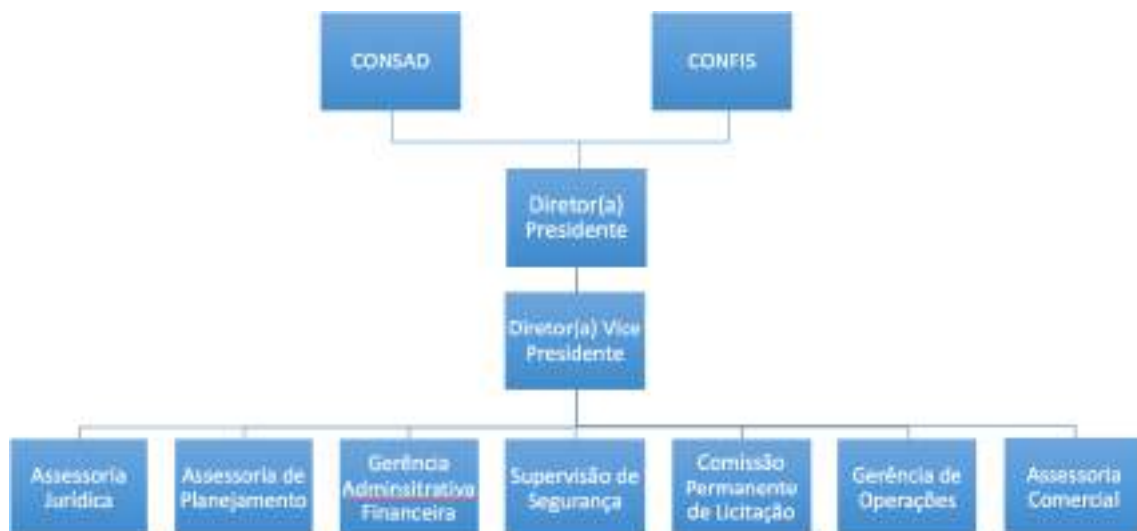 CONSAD
CONFIS
Diretor(a)
Presidente
Diretor(a) Vice
Presidente
Assessoria
Jurídica
Assessoria de
Planejamento
Gerência
Adminsitrativa
Financeira
Supervisão de
Segurança
Comissão
Permanente
de Licitação
Gerência de
Operações
Assessoria
Comercial